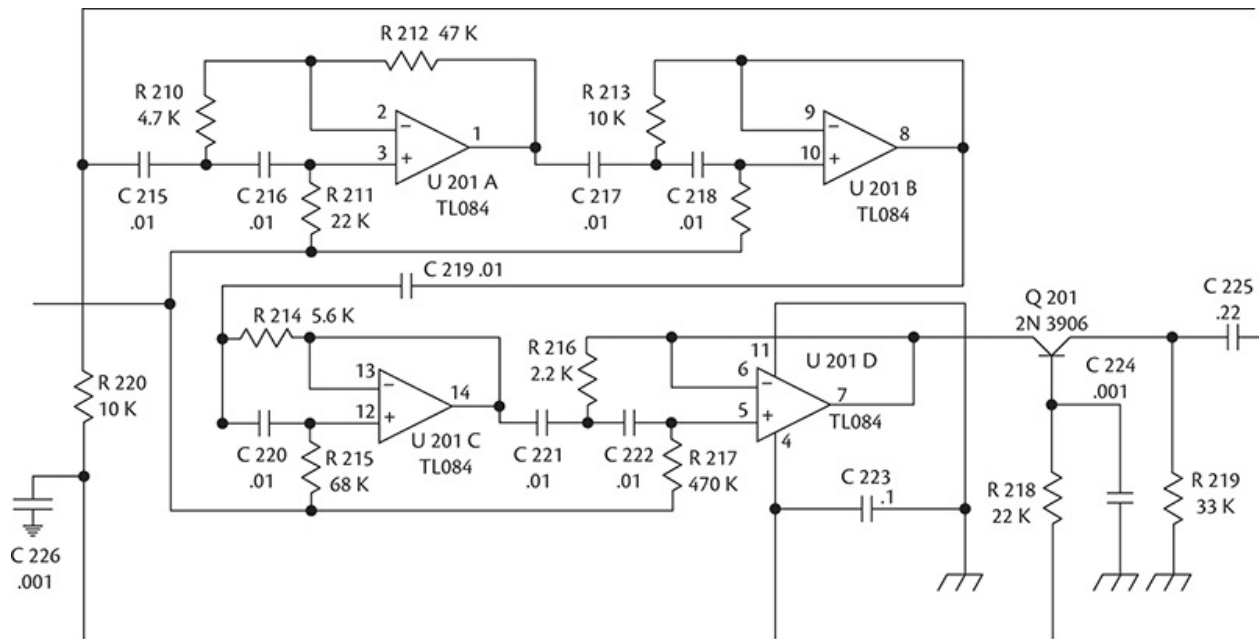 R 212 47 K
R 210
4.7 K
2
−
3
+
1
U 201 A
TL084
C 215
.01
C 216
.01
R 211
22 K
R 213
10 K
9
−
10
+
8
U 201 B
TL084
C 217
.01
C 218
.01
C 219 .01
R 214 5.6 K
13
−
12
+
14
U 201 C
TL084
C 220
.01
R 215
68 K
R 216
2.2 K
C 221
.01
C 222
.01
R 217
470 K
11
6
−
5
+
4
7
U 201 D
TL084
C 223
.1
Q 201
2N 3906
C 225
.22
C 224
.001
R 218
22 K
R 219
33 K
R 220
10 K
C 226
.001